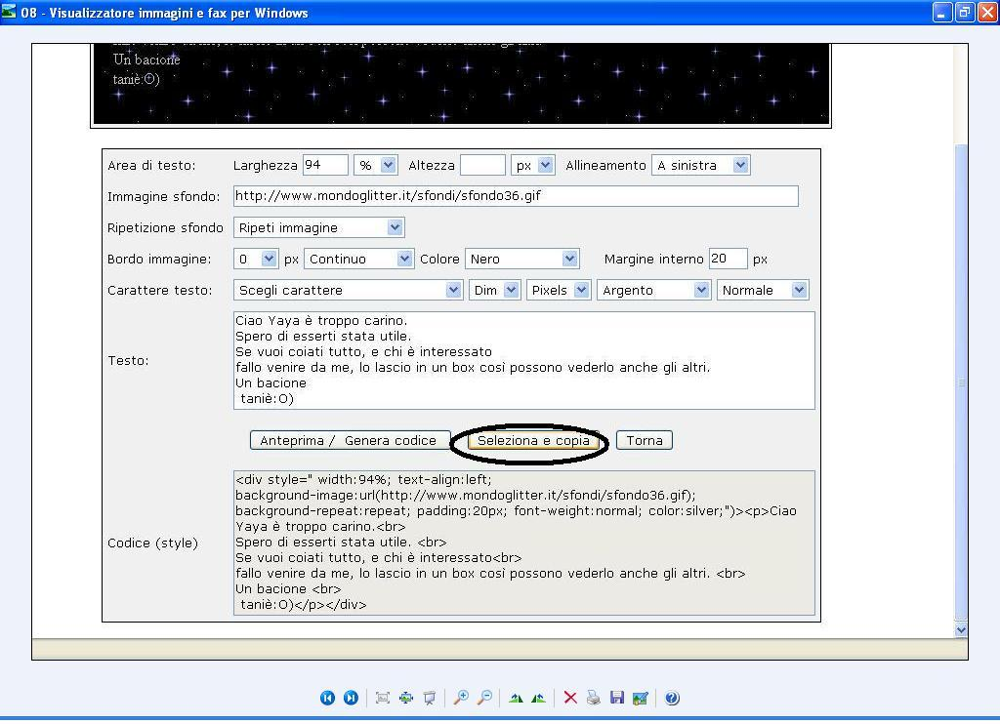 08 - Visualizzatore immagini e fax per Windows
Un bacione
taniè:O)
Area di testo: Larghezza 94 % Altezza px Allineamento A sinistra
Immagine sfondo: http://www.mondoglitter.it/sfondi/sfondo36.gif
Ripetizione sfondo Ripeti immagine
Bordo immagine: 0 px Continuo Colore Nero Margine interno 20 px
Carattere testo: Scegli carattere Dim Pixels Argento Normale
Testo:
Ciao Yaya è troppo carino.
Spero di esserti stata utile.
Se vuoi coiati tutto, e chi è interessato
fallo venire da me, lo lascio in un box così possono vederlo anche gli altri.
Un bacione
taniè:O)
Anteprima / Genera codice Seleziona e copia Torna
Codice (style)
<div style=" width:94%; text-align:left;
background-image:url(http://www.mondoglitter.it/sfondi/sfondo36.gif);
background-repeat:repeat; padding:20px; font-weight:normal; color:silver;")><p>Ciao
Yaya è troppo carino.<br>
Spero di esserti stata utile. <br>
Se vuoi coiati tutto, e chi è interessato<br>
fallo venire da me, lo lascio in un box così possono vederlo anche gli altri. <br>
Un bacione <br>
taniè:O)</p></div>